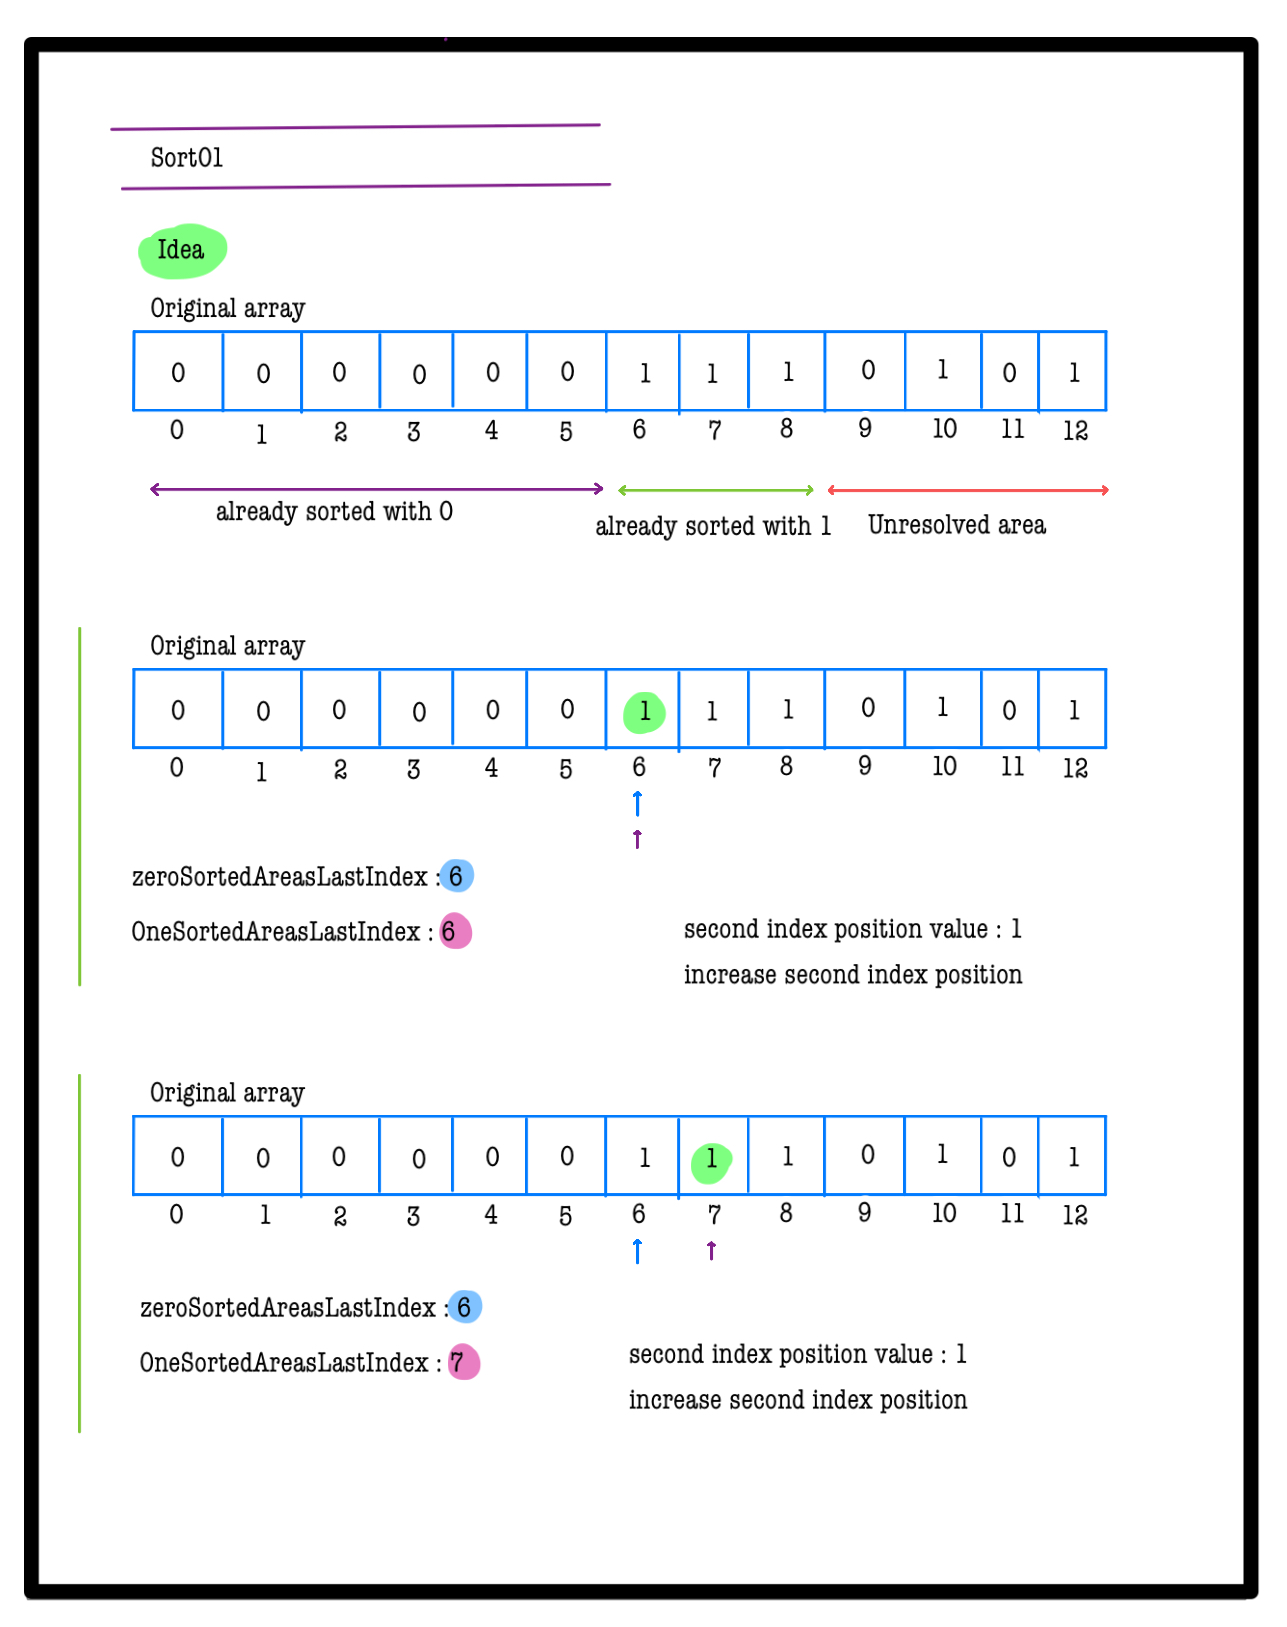 Sort01
Idea
Original array
0 0 0 0 0 0 1 1 1 0 1 0 1
0 1 2 3 4 5 6 7 8 9 10 11 12
already sorted with 0
already sorted with 1
Unresolved area
Original array
0 0 0 0 0 0 1 1 1 0 1 0 1
0 1 2 3 4 5 6 7 8 9 10 11 12
zeroSortedAreasLastIndex : 6
OneSortedAreasLastIndex : 6
second index position value : 1
increase second index position
Original array
0 0 0 0 0 0 1 1 1 0 1 0 1
0 1 2 3 4 5 6 7 8 9 10 11 12
zeroSortedAreasLastIndex : 6
OneSortedAreasLastIndex : 7
second index position value : 1
increase second index position